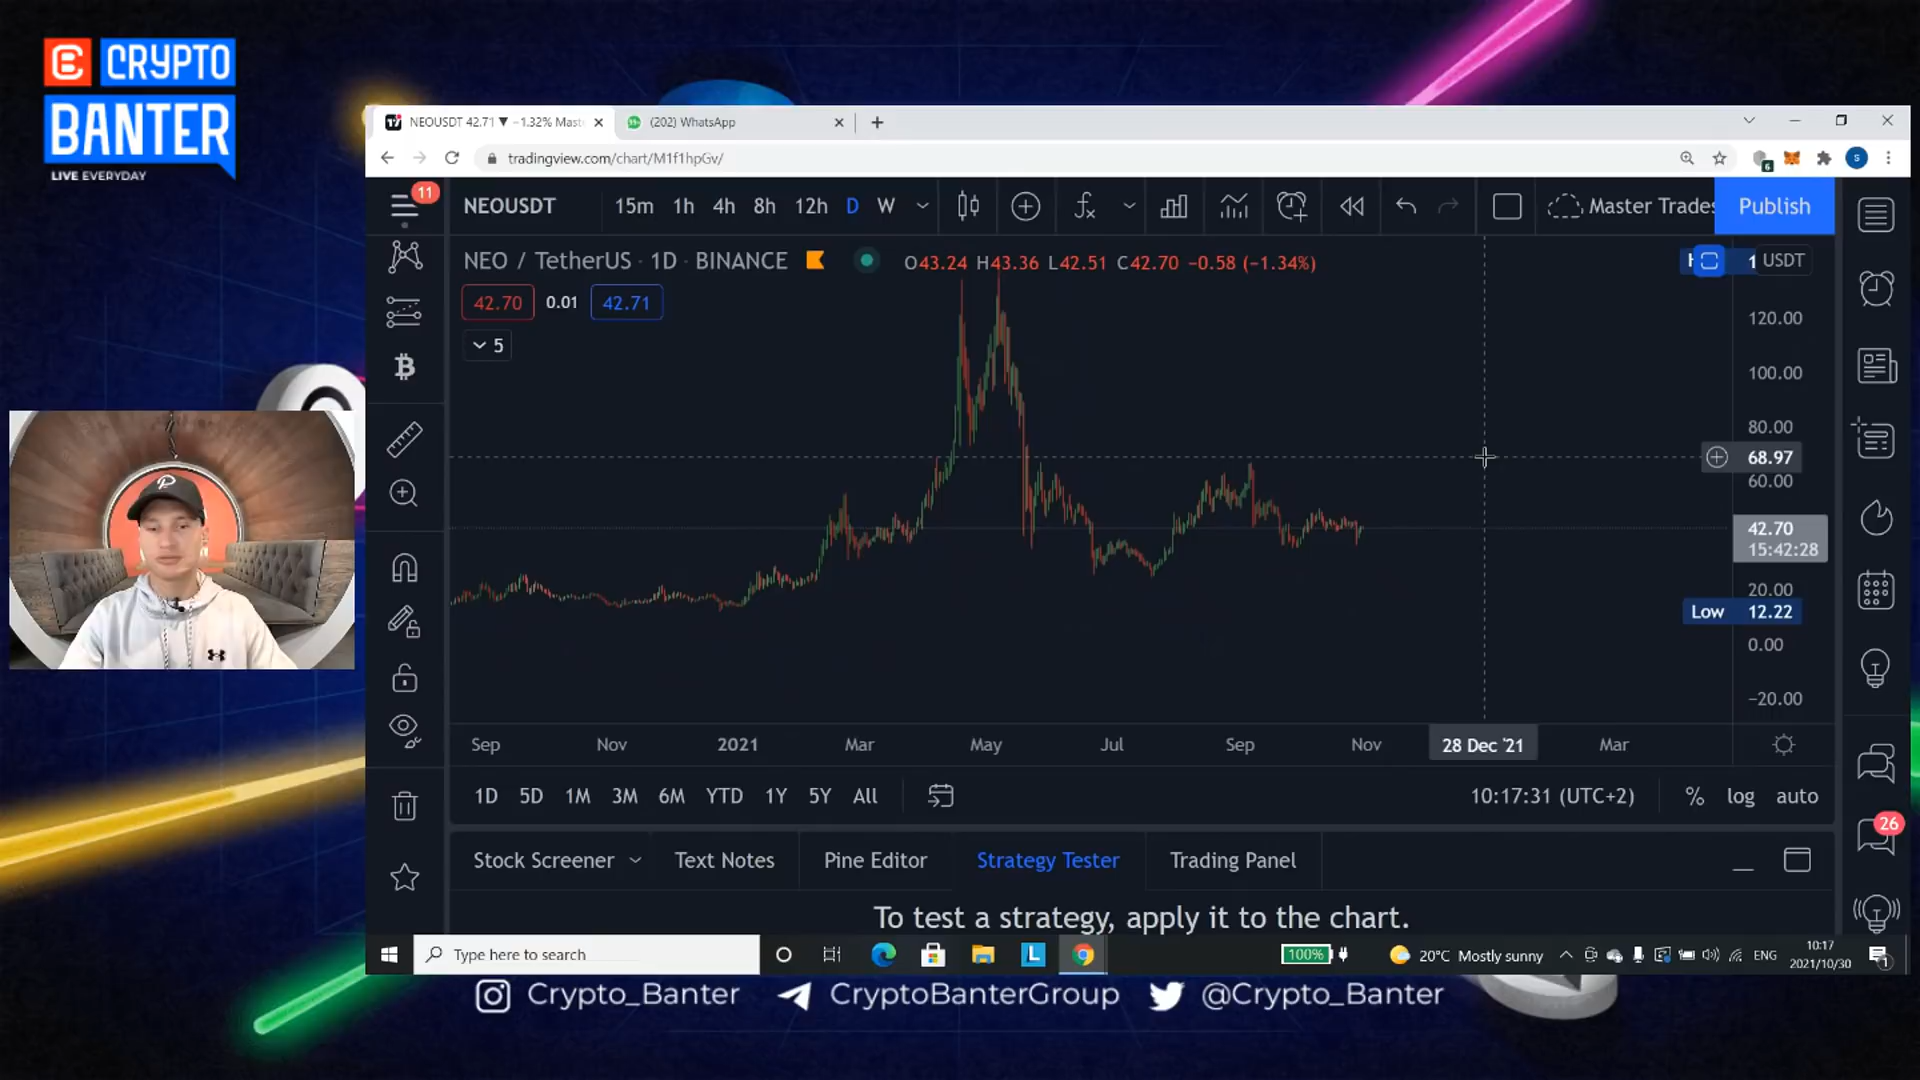 CRYPTO
BANTER
LIVE EVERYDAY
NEOUSDT 42.71 ▼ −1.32% Mast
(202) WhatsApp
tradingview.com/chart/M1f1hpGv/
11
NEOUSDT 15m 1h 4h 8h 12h D W Master Trades Publish
NEO / TetherUS · 1D · BINANCE O43.24 H43.36 L42.51 C42.70 −0.58 (−1.34%) USDT
42.70 0.01 42.71
5
120.00
100.00
80.00
68.97
60.00
42.70
15:42:28
20.00
Low 12.22
0.00
−20.00
Sep Nov 2021 Mar May Jul Sep Nov 28 Dec '21 Mar
1D 5D 1M 3M 6M YTD 1Y 5Y All 10:17:31 (UTC+2) % log auto
26
Stock Screener Text Notes Pine Editor Strategy Tester Trading Panel
To test a strategy, apply it to the chart.
Type here to search 100% 20°C Mostly sunny ENG 10:17
2021/10/30
Crypto_Banter CryptoBanterGroup @Crypto_Banter